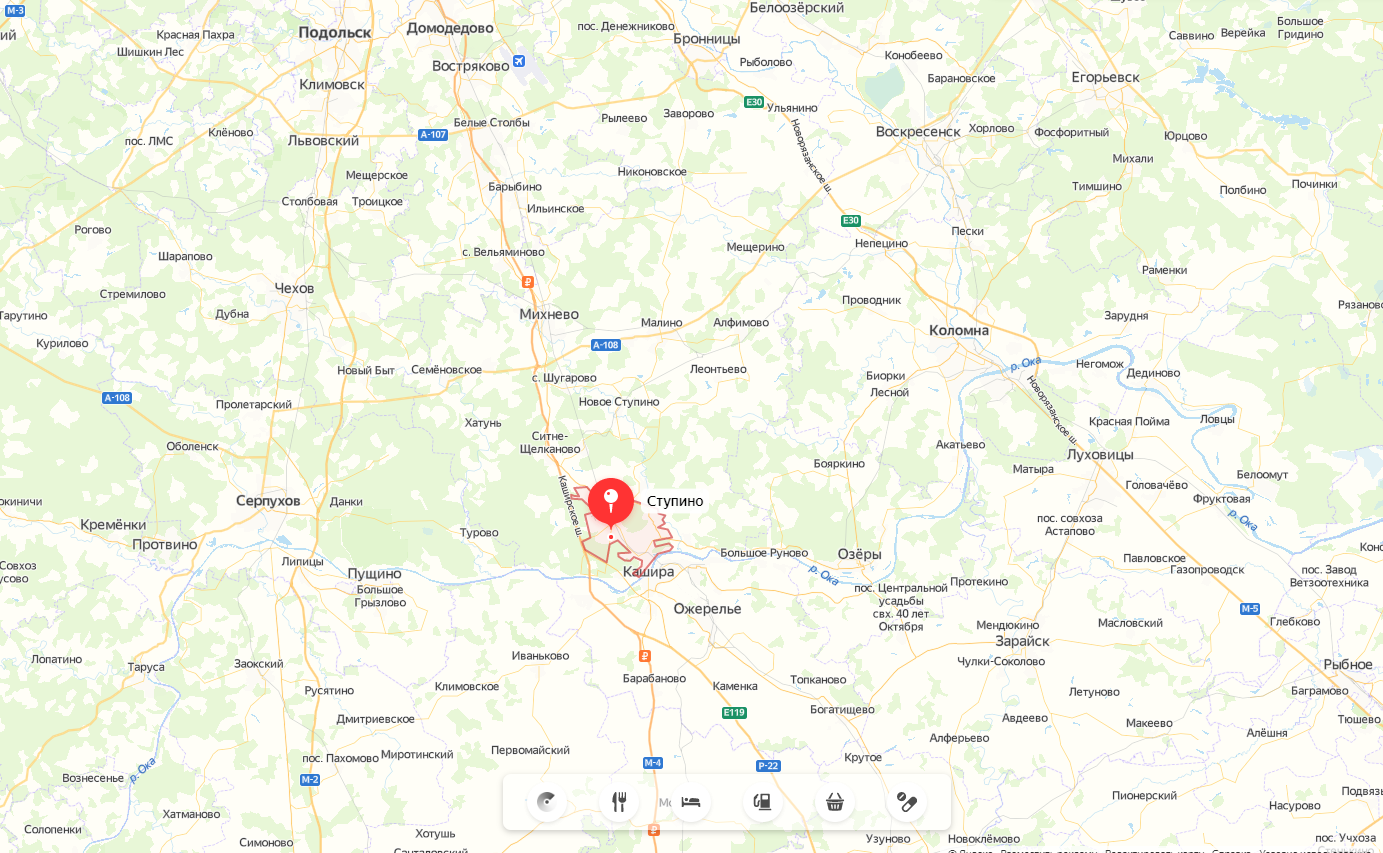 М-3
Красная Пахра
Подольск
Домодедово
пос. Денежниково
Белоозёрский
Бронницы
Саввино
Верейка
Большое
Гридино
Шишкин Лес
Востряково
Рыболово
Конобеево
Барановское
Егорьевск
Климовск
Е30
Ульянино
Заворово
Рылеево
Белые Столбы
А-107
Клёново
пос. ЛМС
Львовский
Новорязанское ш.
Воскресенск
Хорлово
Фосфоритный
Юрцово
Михали
Мещерское
Никоновское
Барыбино
Тимшино
Полбино
Починки
Столбовая
Троицкое
Ильинское
Е30
Рогово
Пески
Непецино
Мещерино
с. Вельяминово
Шарапово
Раменки
Чехов
Стремилово
Проводник
Дубна
Михнево
Малино
Алфимово
Зарудня
Рязаново
Тарутино
Курилово
А-108
Коломна
р. Ока
Негомож
Дединово
Новый Быт
Семёновское
с. Шугарово
Леонтьево
Биорки
Лесной
А-108
Пролетарский
Новое Ступино
Новорязанское ш.
Хатунь
Красная Пойма
Ловцы
Оболенск
Ситне-
Щелканово
Акатьево
Луховицы
Бояркино
Матыра
Белоомут
Головачёво
Фруктовая
р. Ока
Каширское ш.
Ступино
Серпухов
Данки
Кремёнки
Протвино
Турово
пос. совхоза
Астапово
Липицы
Большое Руново
Озёры
Павловское
Газопроводск
пос. Завод
Ветзоотехника
Пущино
Большое
Грызлово
Кашира
р. Ока
пос. Центральной
усадьбы
свх. 40 лет
Октября
Протекино
Ожерелье
М-5
Масловский
Глебково
Мендюкино
Зарайск
Чулки-Соколово
Рыбное
Лопатино
Таруса
Заокский
Иваньково
Барабаново
Каменка
Топканово
Летуново
Баграмово
Русятино
Климовское
Богатищево
Е119
Авдеево
Макеево
Тюшево
Алёшня
Дмитриевское
Алферьево
пос. Пахомово
Миротинский
Первомайский
Крутое
М-4
Р-22
р. Ока
Вознесенье
М-2
Пионерский
Насурово
Хатманово
Солопенки
Симоново
Хотушь
Узуново
Новоклёмово
пос. Учхоза